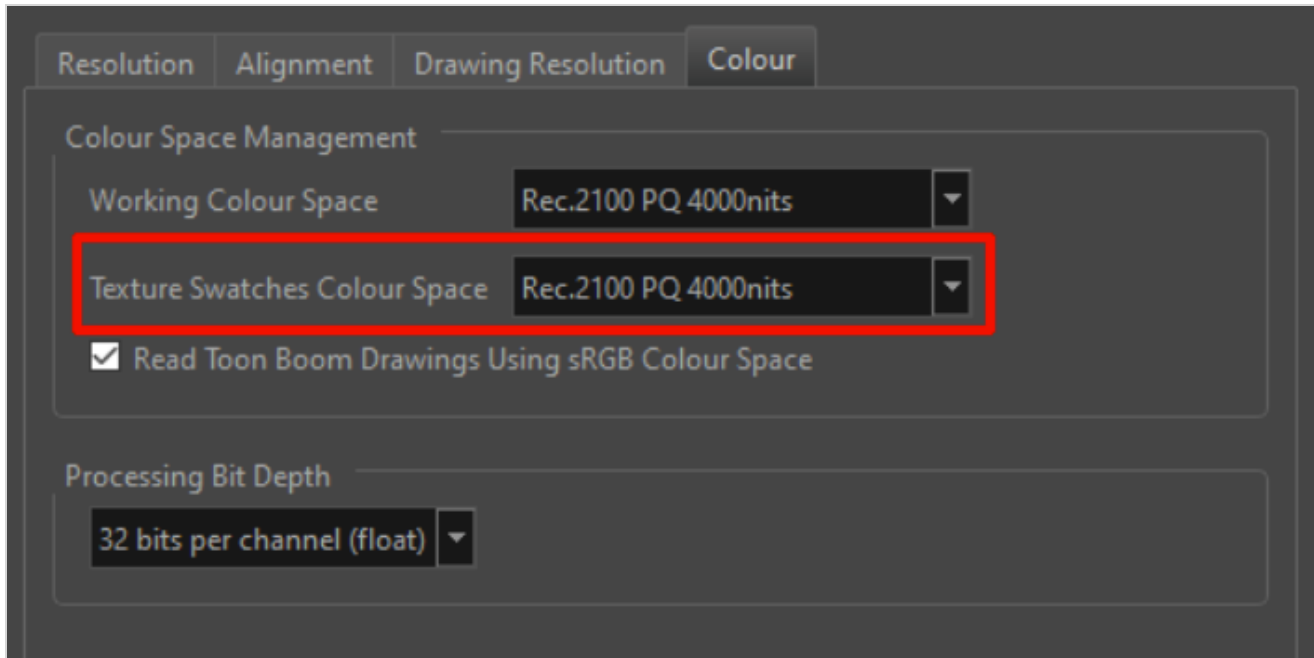 Resolution
Alignment
Drawing Resolution
Colour
Colour Space Management
Working Colour Space
Rec.2100 PQ 4000nits
Texture Swatches Colour Space
Rec.2100 PQ 4000nits
Read Toon Boom Drawings Using sRGB Colour Space
Processing Bit Depth
32 bits per channel (float)